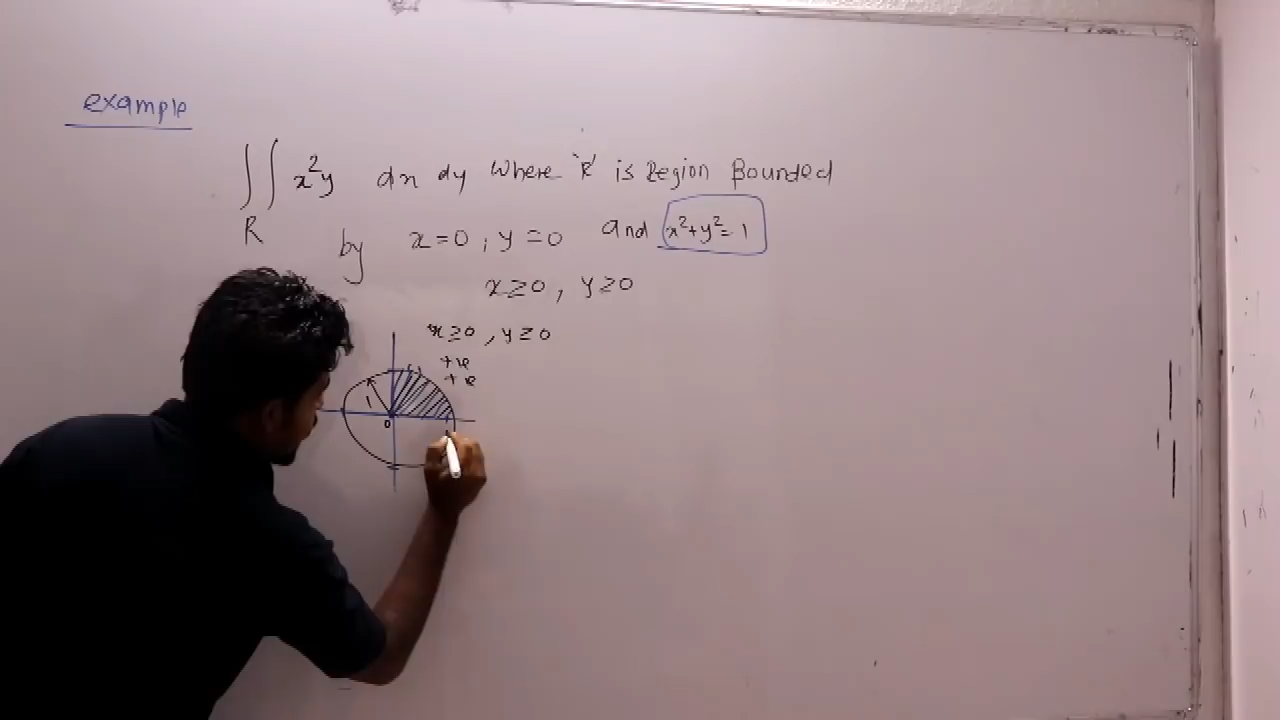 example
∬ x²y dx dy Where 'R' is Region Bounded
R
by x=0, y=0 and x²+y²=1
x≥0, y≥0
x≥0, y≥0
+ve
+ve
1
0